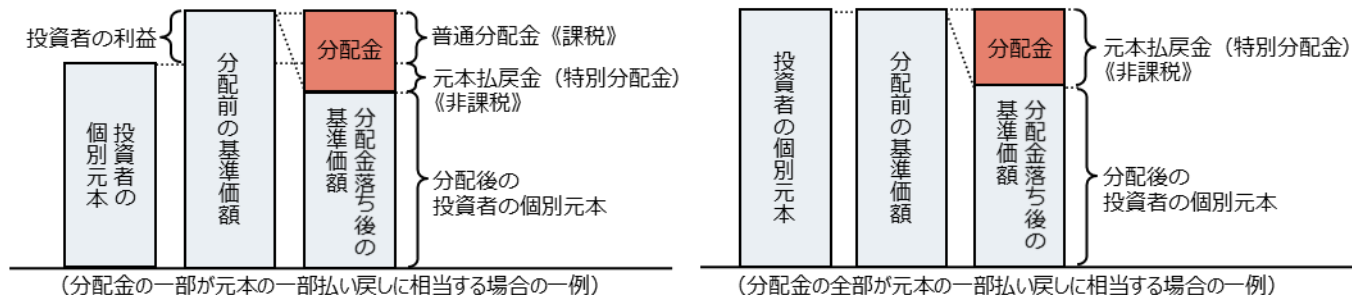 投資者の利益
投資者の
個別元本
分配前の基準価額
分配金
分配金落ち後の
基準価額
普通分配金《課税》
元本払戻金（特別分配金）
《非課税》
分配後の
投資者の個別元本
（分配金の一部が元本の一部払い戻しに相当する場合の一例）
投資者の個別元本
分配前の基準価額
分配金
分配金落ち後の
基準価額
元本払戻金（特別分配金）
《非課税》
分配後の
投資者の個別元本
（分配金の全部が元本の一部払い戻しに相当する場合の一例）